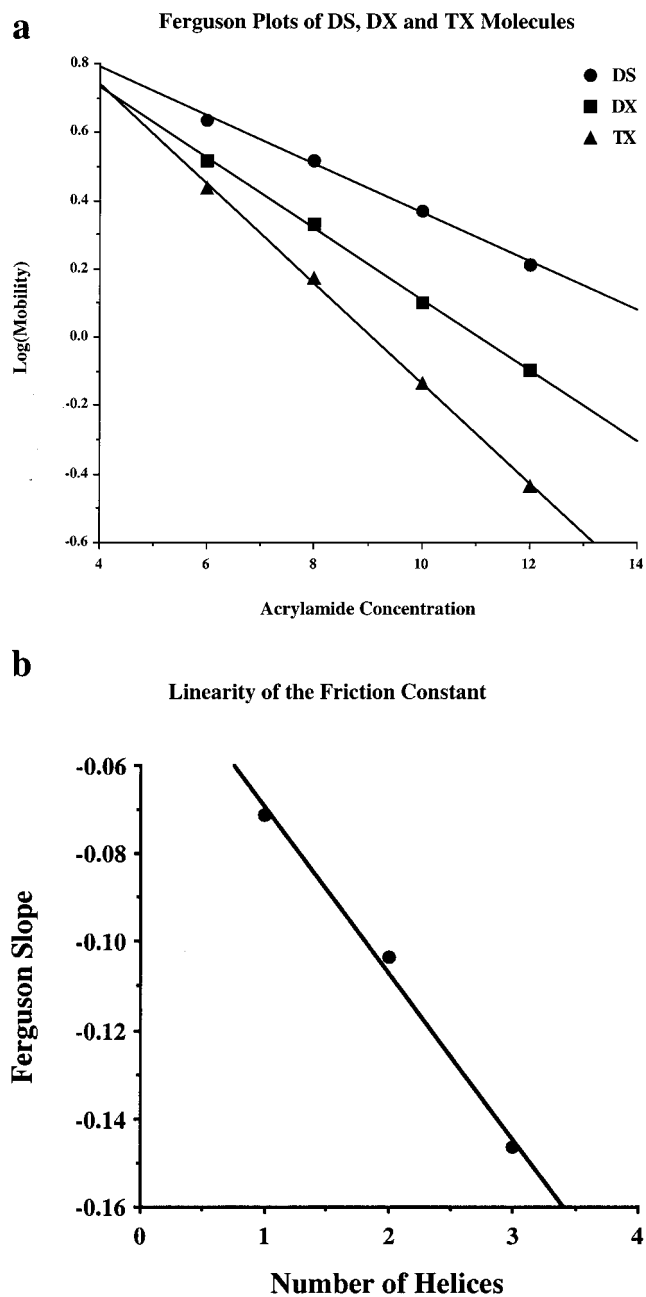 a
Ferguson Plots of DS, DX and TX Molecules
DS
DX
TX
0.8
0.6
0.4
0.2
0.0
-0.2
-0.4
-0.6
Log(Mobility)
4 6 8 10 12 14
Acrylamide Concentration
b
Linearity of the Friction Constant
-0.06
-0.08
-0.10
-0.12
-0.14
-0.16
Ferguson Slope
0 1 2 3 4
Number of Helices